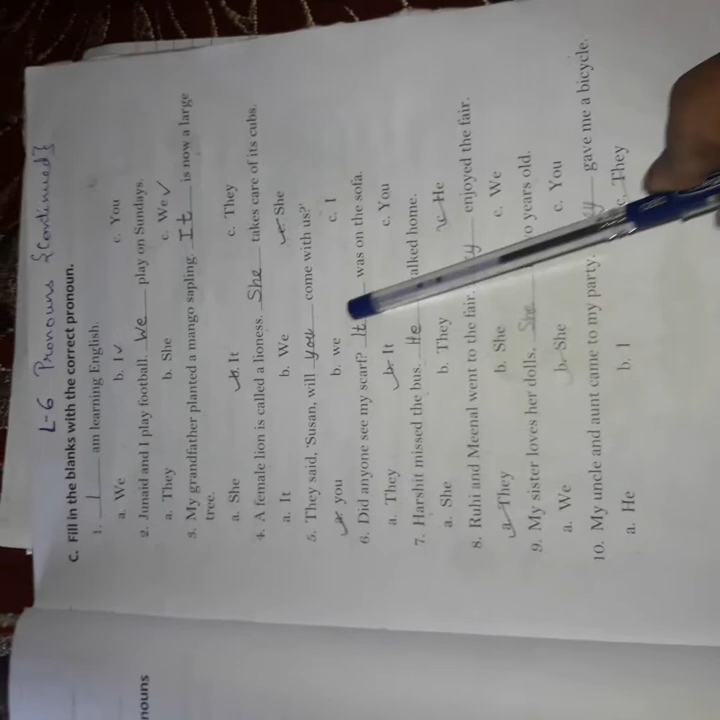 L-6 Pronouns {Continued}
C. Fill in the blanks with the correct pronoun.
1. I am learning English.
a. We b. I ✓ c. You
2. Junaid and I play football. We play on Sundays.
a. They b. She c. We ✓
3. My grandfather planted a mango sapling. It is now a large
tree.
a. She b. It c. They
4. A female lion is called a lioness. She takes care of its cubs.
a. It b. We c. She
5. They said, 'Susan, will you come with us?'
a. you b. we c. I
6. Did anyone see my scarf? It was on the sofa.
a. They b. It c. You
7. Harshit missed the bus. He alked home.
a. She b. They c. He
8. Ruhi and Meenal went to the fair. y enjoyed the fair.
a. They b. She c. We
9. My sister loves her dolls. She o years old.
a. We b. She c. You
10. My uncle and aunt came to my party. y gave me a bicycle.
a. He b. I c. They
nouns